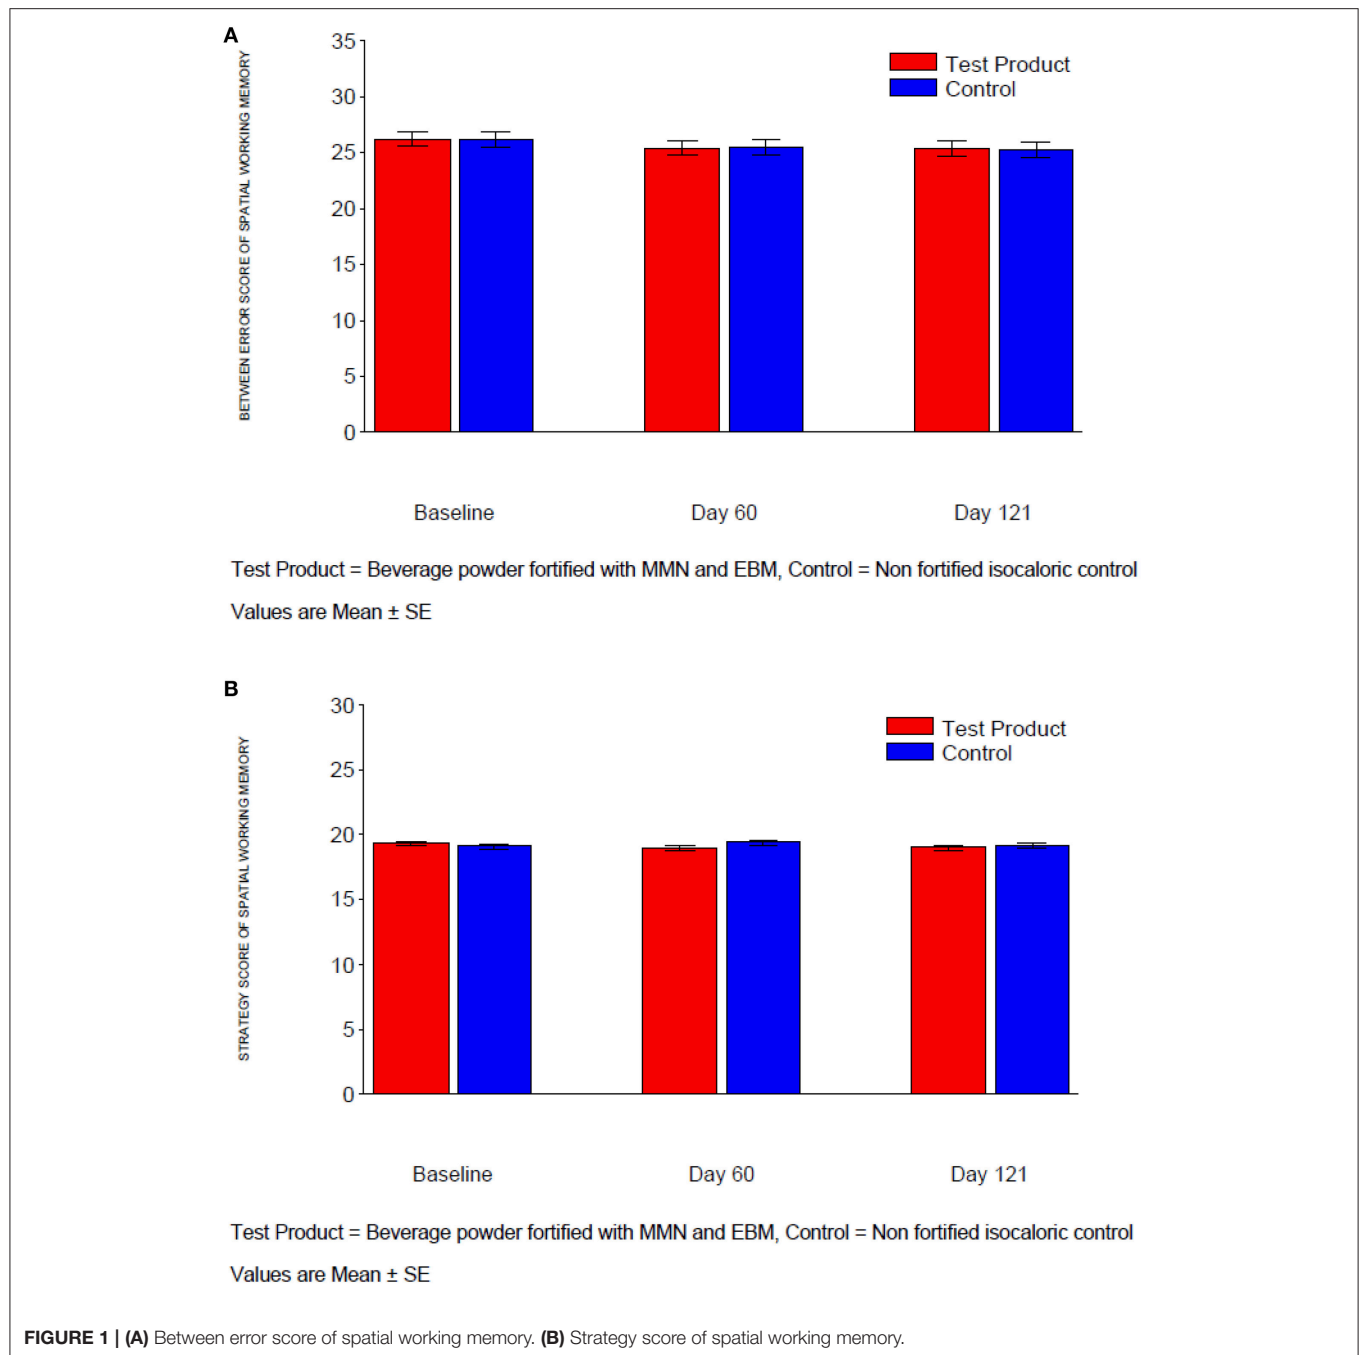 A
BETWEEN ERROR SCORE OF SPATIAL WORKING MEMORY
35
30
25
20
15
10
5
0
Test Product
Control
Baseline Day 60 Day 121
Test Product = Beverage powder fortified with MMN and EBM, Control = Non fortified isocaloric control
Values are Mean ± SE
B
STRATEGY SCORE OF SPATIAL WORKING MEMORY
30
25
20
15
10
5
0
Test Product
Control
Baseline Day 60 Day 121
Test Product = Beverage powder fortified with MMN and EBM, Control = Non fortified isocaloric control
Values are Mean ± SE
FIGURE 1 | (A) Between error score of spatial working memory. (B) Strategy score of spatial working memory.